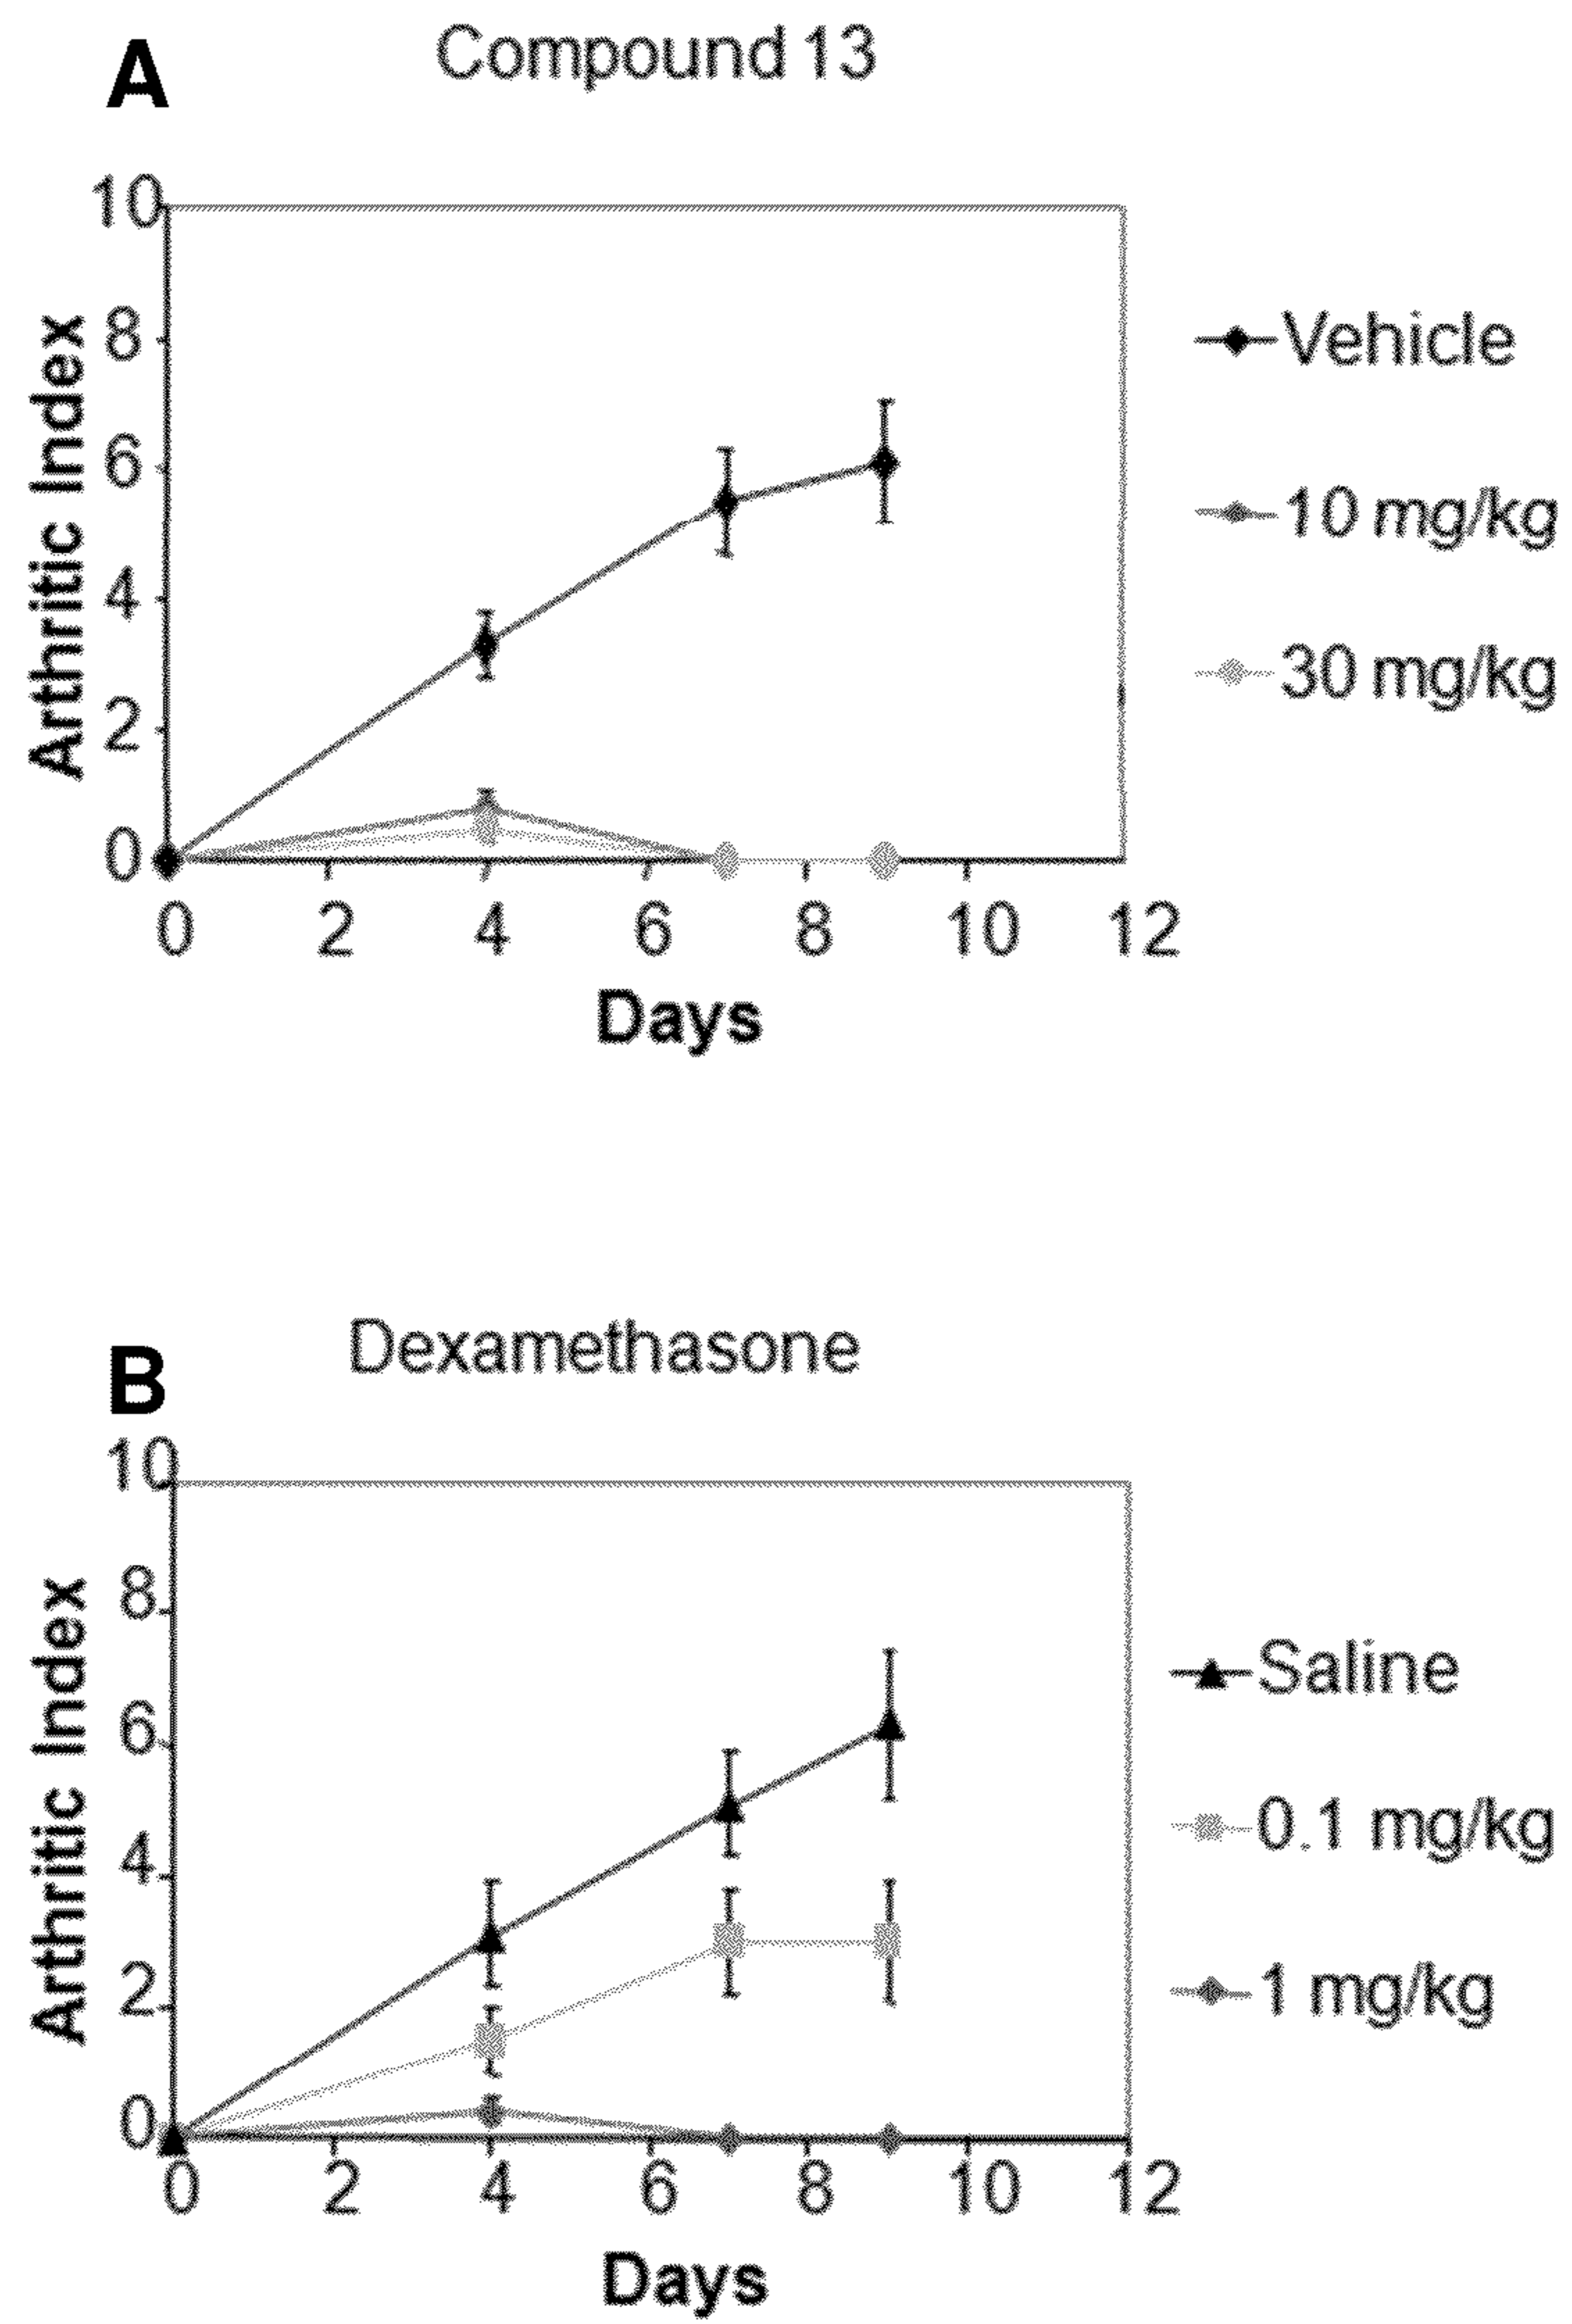 A
Compound 13
10
8
6
4
2
0
Arthritic Index
0 2 4 6 8 10 12
Days
Vehicle
10 mg/kg
30 mg/kg
B
Dexamethasone
10
8
6
4
2
0
Arthritic Index
0 2 4 6 8 10 12
Days
Saline
0.1 mg/kg
1 mg/kg